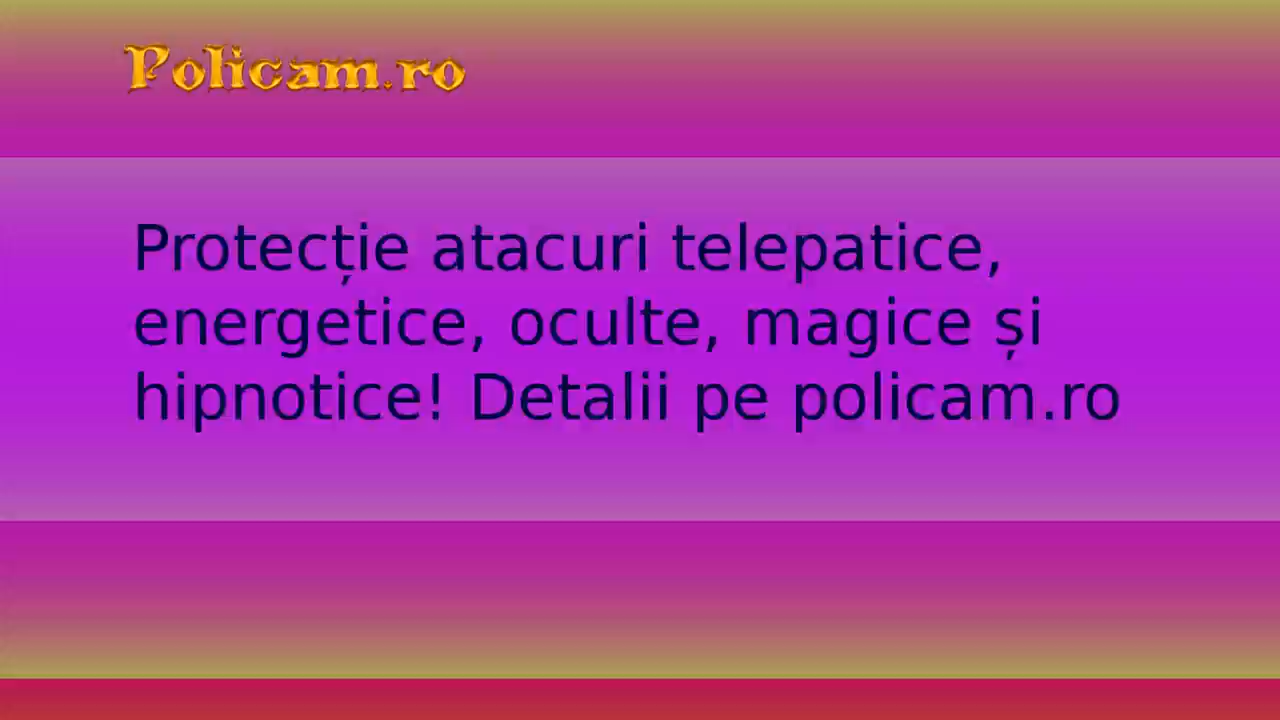 Policam.ro
Protecție atacuri telepatice,
energetice, oculte, magice și
hipnotice! Detalii pe policam.ro